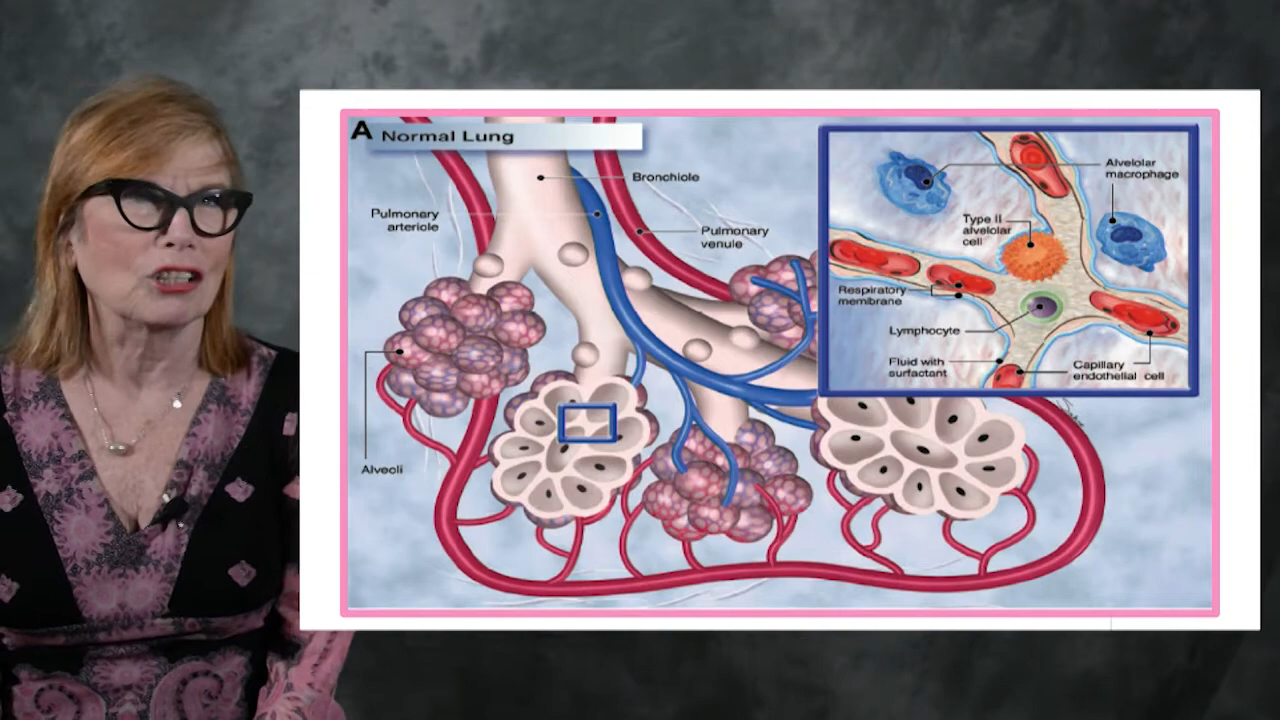 A Normal Lung
Bronchiole
Pulmonary
arteriole
Pulmonary
venule
Alveoli
Alvelolar
macrophage
Type II
alvelolar
cell
Respiratory
membrane
Lymphocyte
Fluid with
surfactant
Capillary
endothelial cell